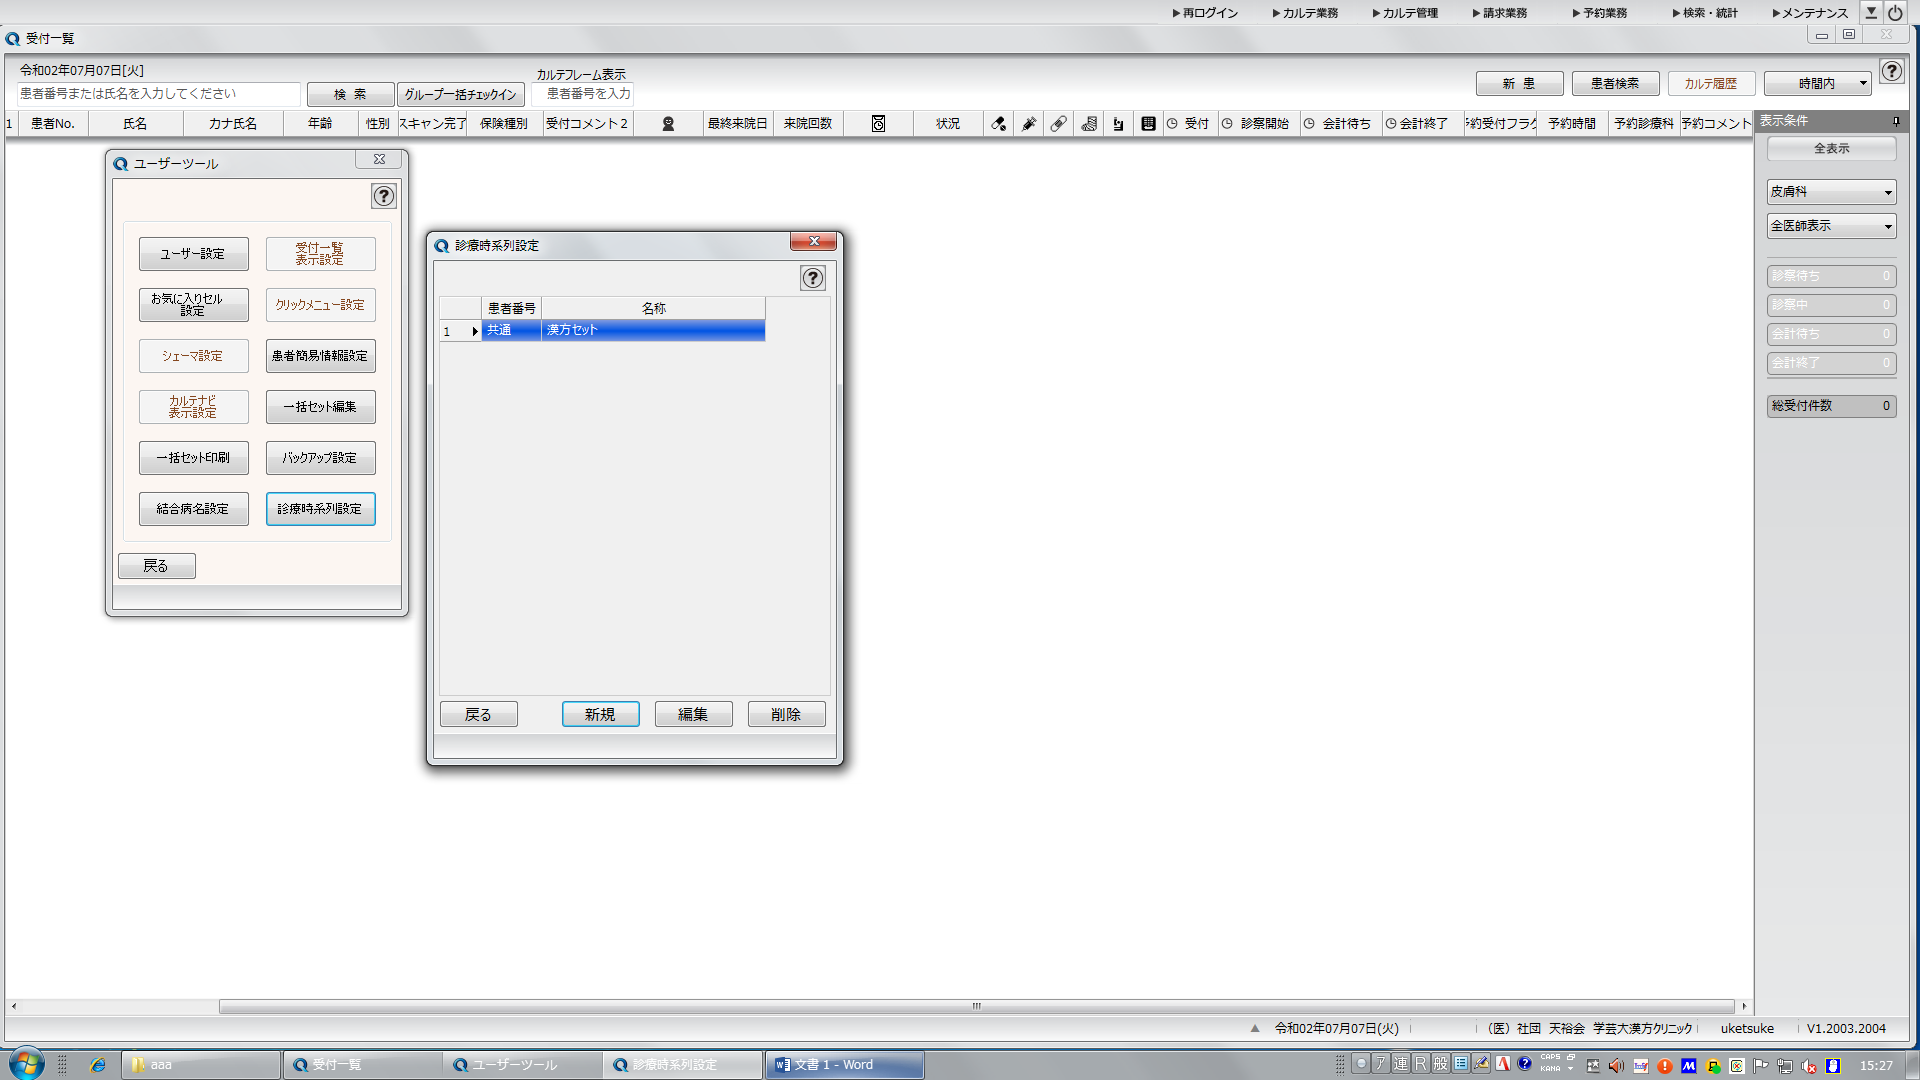 ▶再ログイン ▶カルテ業務 ▶カルテ管理 ▶請求業務 ▶予約業務 ▶検索・統計 ▶メンテナンス
受付一覧
令和02年07月07日[火]
カルテフレーム表示
患者番号または氏名を入力してください 検 索 グループ一括チェックイン 患者番号を入力
新 患 患者検索 カルテ履歴 時間内 ?
1 患者No. 氏名 カナ氏名 年齢 性別 スキャン完了 保険種別 受付コメント2 最終来院日 来院回数 状況 受付 診察開始 会計待ち 会計終了 予約受付フラグ 予約時間 予約診療科 予約コメント
表示条件
全表示
皮膚科
全医師表示
診察待ち 0
診察中 0
会計待ち 0
会計終了 0
総受付件数 0
ユーザーツール
?
ユーザー設定
受付一覧
表示設定
お気に入りセル
設定
クリックメニュー設定
シェーマ設定
患者簡易情報設定
カルテナビ
表示設定
一括セット編集
一括セット印刷
バックアップ設定
結合病名設定
診療時系列設定
戻る
診療時系列設定
?
患者番号 名称
1 共通 漢方セット
戻る 新規 編集 削除
令和02年07月07日(火) (医)社団 天裕会 学芸大漢方クリニック uketsuke V1.2003.2004
aaa 受付一覧 ユーザーツール 診療時系列設定 文書 1 - Word
ア 連 R 般 CAPS
KANA
15:27